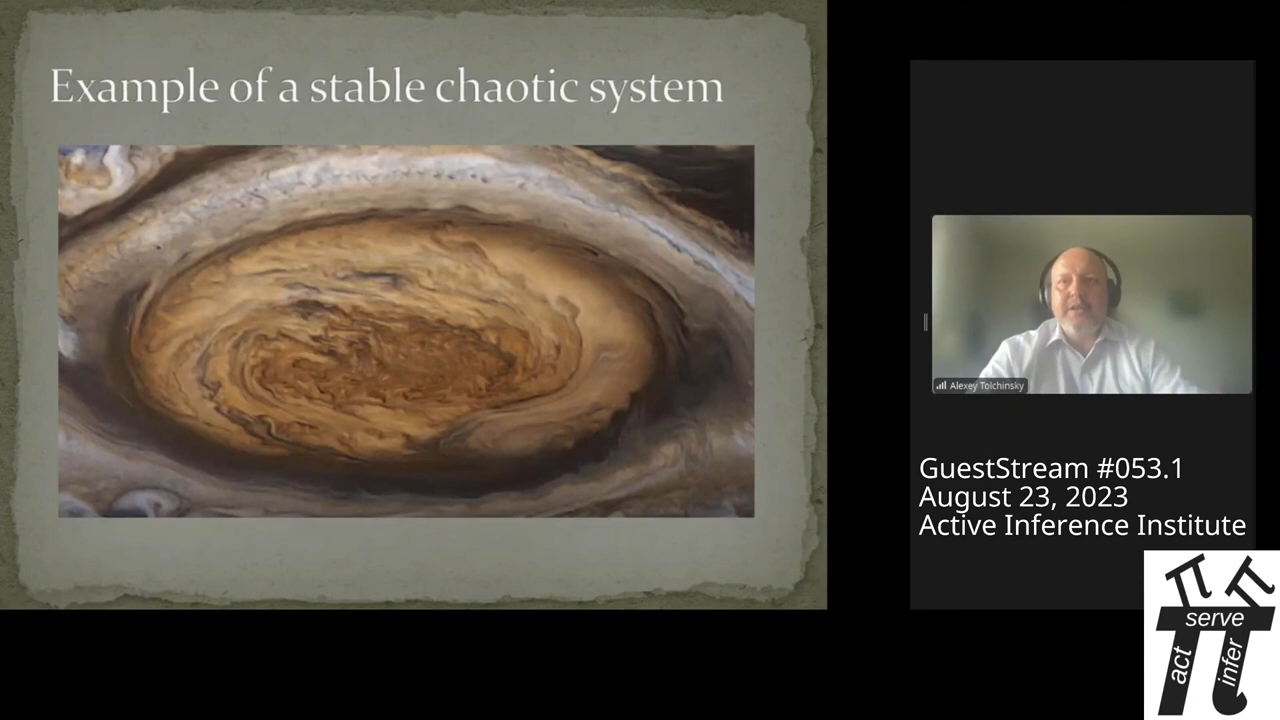 Example of a stable chaotic system
Alexey Tolchinsky
GuestStream #053.1
August 23, 2023
Active Inference Institute
serve
act
infer